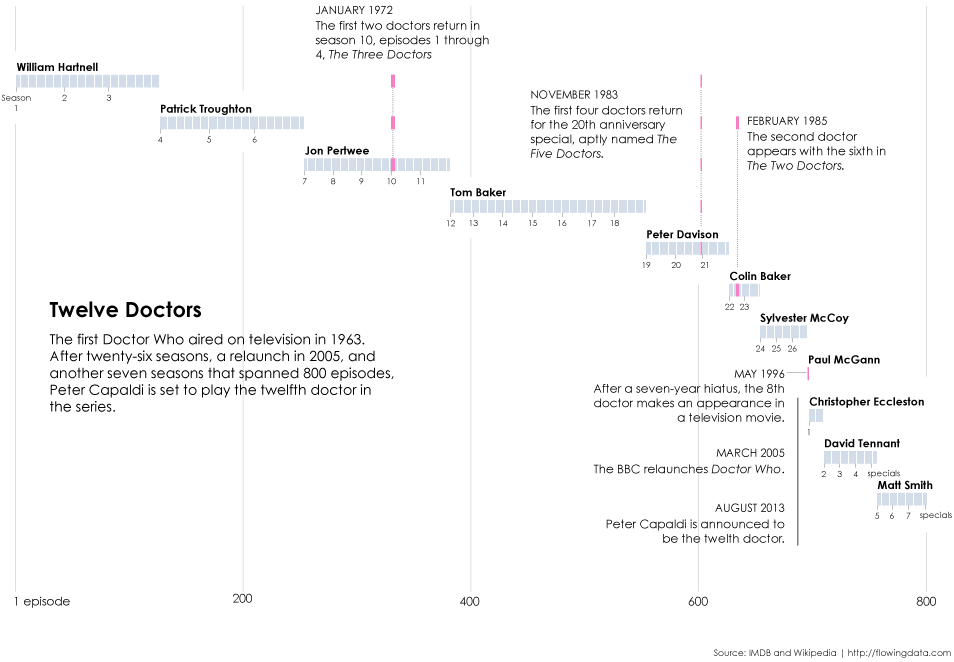 JANUARY 1972
The first two doctors return in
season 10, episodes 1 through
4, The Three Doctors
William Hartnell
Season
1 2 3
Patrick Troughton
4 5 6
NOVEMBER 1983
The first four doctors return
for the 20th anniversary
special, aptly named The
Five Doctors.
FEBRUARY 1985
The second doctor
appears with the sixth in
The Two Doctors.
Jon Pertwee
7 8 9 10 11
Tom Baker
12 13 14 15 16 17 18
Peter Davison
19 20 21
Colin Baker
22 23
Twelve Doctors
The first Doctor Who aired on television in 1963.
After twenty-six seasons, a relaunch in 2005, and
another seven seasons that spanned 800 episodes,
Peter Capaldi is set to play the twelfth doctor in
the series.
Sylvester McCoy
24 25 26
Paul McGann
MAY 1996
After a seven-year hiatus, the 8th
doctor makes an appearance in
a television movie.
Christopher Eccleston
1
MARCH 2005
The BBC relaunches Doctor Who.
David Tennant
2 3 4 specials
Matt Smith
5 6 7 specials
AUGUST 2013
Peter Capaldi is announced to
be the twelth doctor.
1 episode 200 400 600 800
Source: IMDB and Wikipedia | http://flowingdata.com